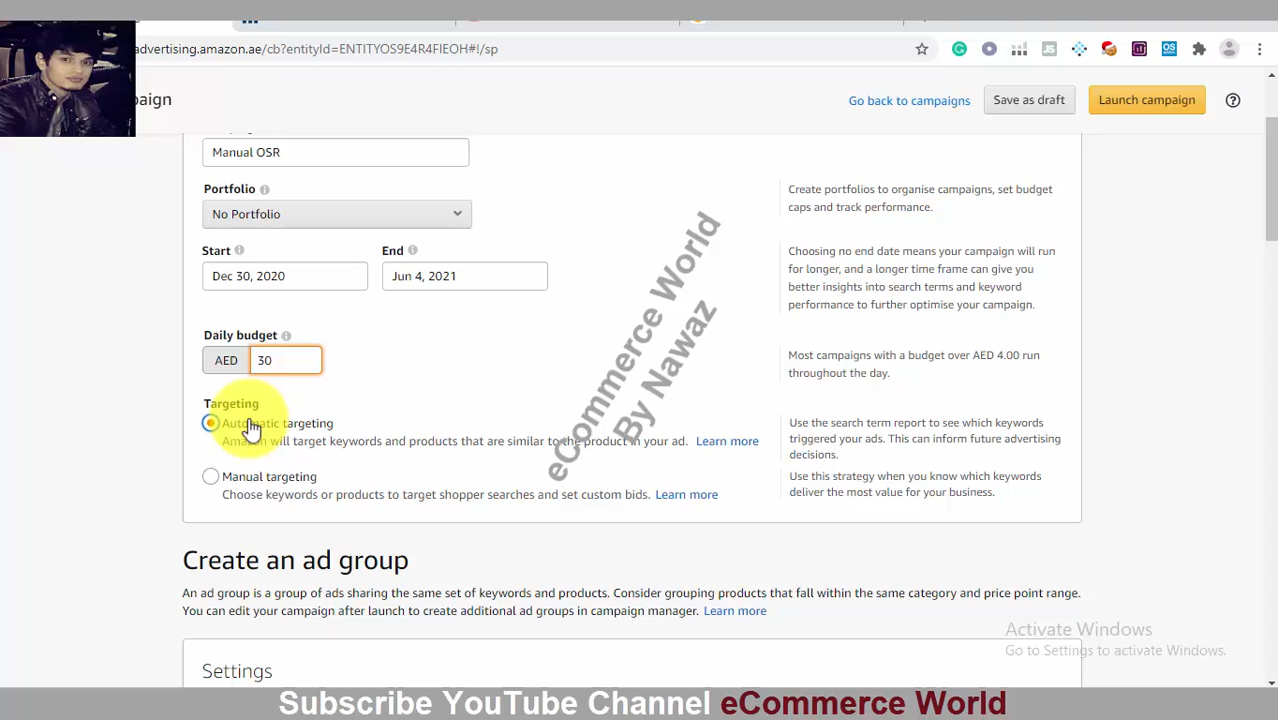 advertising.amazon.ae/cb?entityId=ENTITYOS9E4R4FIEOH#!/sp
paign
Go back to campaigns
Save as draft
Launch campaign
Manual OSR
Portfolio
No Portfolio
Create portfolios to organise campaigns, set budget
caps and track performance.
Start
End
Dec 30, 2020
Jun 4, 2021
Choosing no end date means your campaign will run
for longer, and a longer time frame can give you
better insights into search terms and keyword
performance to further optimise your campaign.
Daily budget
AED
30
Most campaigns with a budget over AED 4.00 run
throughout the day.
Targeting
Automatic targeting
Amazon will target keywords and products that are similar to the product in your ad. Learn more
Use the search term report to see which keywords
triggered your ads. This can inform future advertising
decisions.
Manual targeting
Choose keywords or products to target shopper searches and set custom bids. Learn more
Use this strategy when you know which keywords
deliver the most value for your business.
eCommerce World
By Nawaz
Create an ad group
An ad group is a group of ads sharing the same set of keywords and products. Consider grouping products that fall within the same category and price point range.
You can edit your campaign after launch to create additional ad groups in campaign manager. Learn more
Settings
Activate Windows
Go to Settings to activate Windows.
Subscribe YouTube Channel eCommerce World